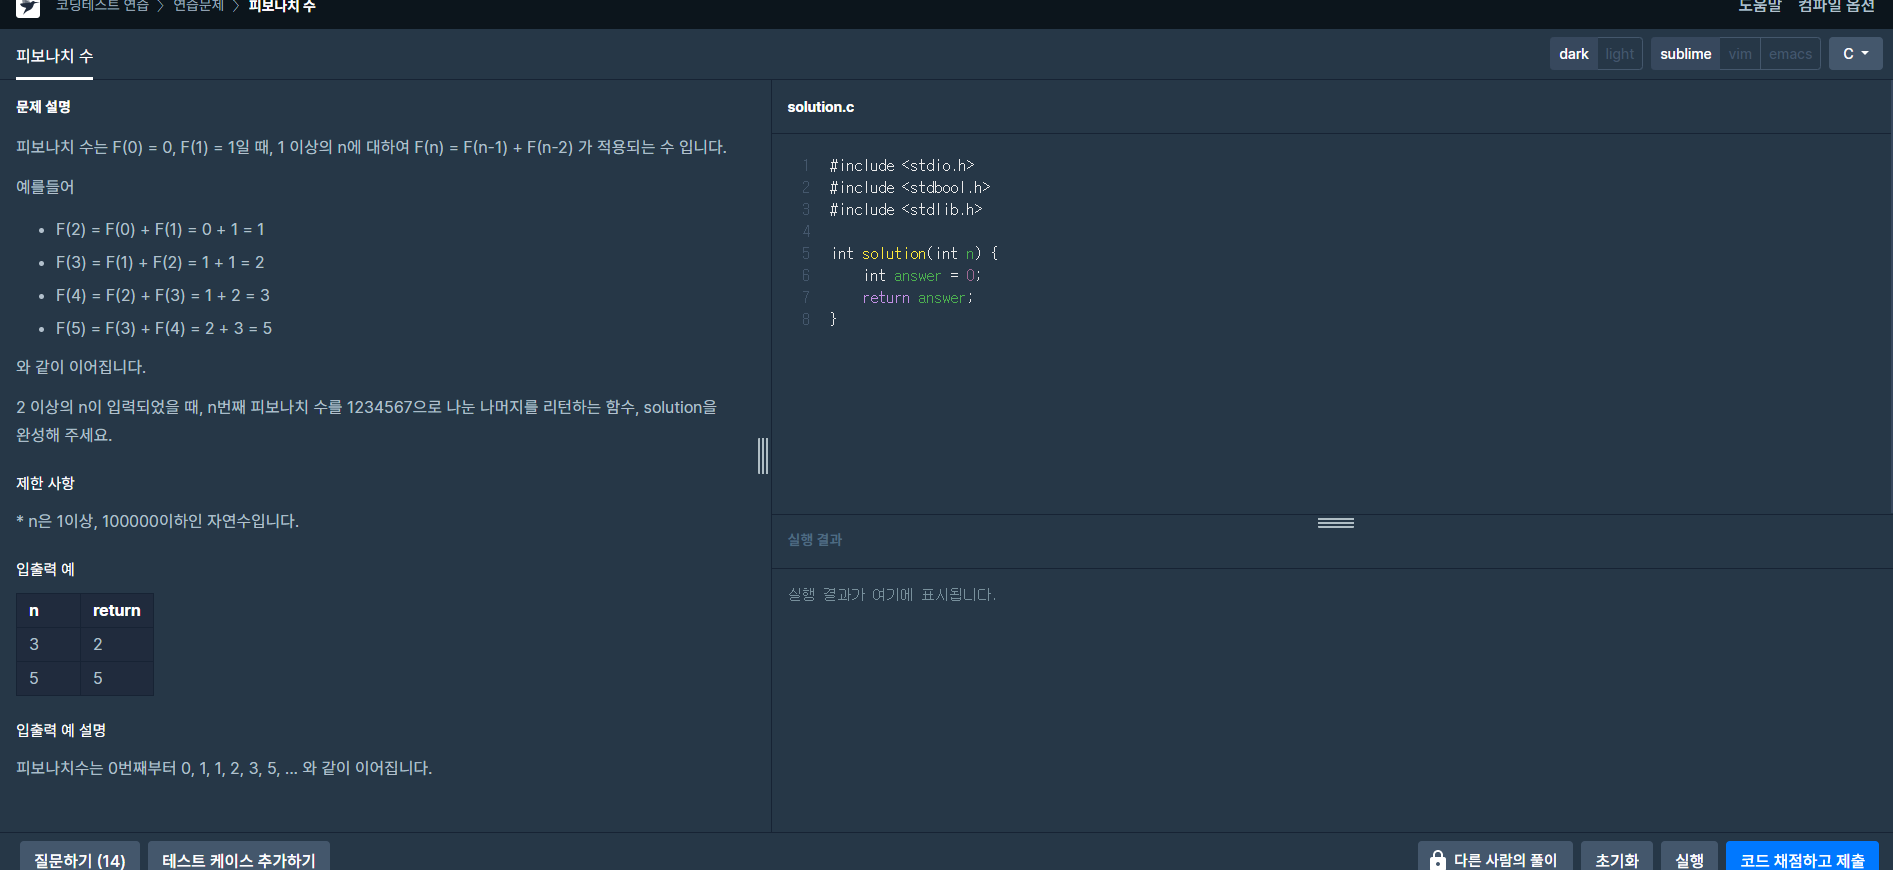 코딩테스트 연습 > 연습문제 > 피보나치 수
도움말 컴파일 옵션
피보나치 수
dark light sublime vim emacs C
문제 설명
피보나치 수는 F(0) = 0, F(1) = 1일 때, 1 이상의 n에 대하여 F(n) = F(n-1) + F(n-2) 가 적용되는 수 입니다.
예를들어
• F(2) = F(0) + F(1) = 0 + 1 = 1
• F(3) = F(1) + F(2) = 1 + 1 = 2
• F(4) = F(2) + F(3) = 1 + 2 = 3
• F(5) = F(3) + F(4) = 2 + 3 = 5
와 같이 이어집니다.
2 이상의 n이 입력되었을 때, n번째 피보나치 수를 1234567으로 나눈 나머지를 리턴하는 함수, solution을
완성해 주세요.
제한 사항
* n은 1이상, 100000이하인 자연수입니다.
입출력 예
n return
3 2
5 5
입출력 예 설명
피보나치수는 0번째부터 0, 1, 1, 2, 3, 5, ... 와 같이 이어집니다.
solution.c
1 #include <stdio.h>
2 #include <stdbool.h>
3 #include <stdlib.h>
4
5 int solution(int n) {
6     int answer = 0;
7     return answer;
8 }
실행 결과
실행 결과가 여기에 표시됩니다.
질문하기 (14) 테스트 케이스 추가하기
다른 사람의 풀이 초기화 실행 코드 채점하고 제출